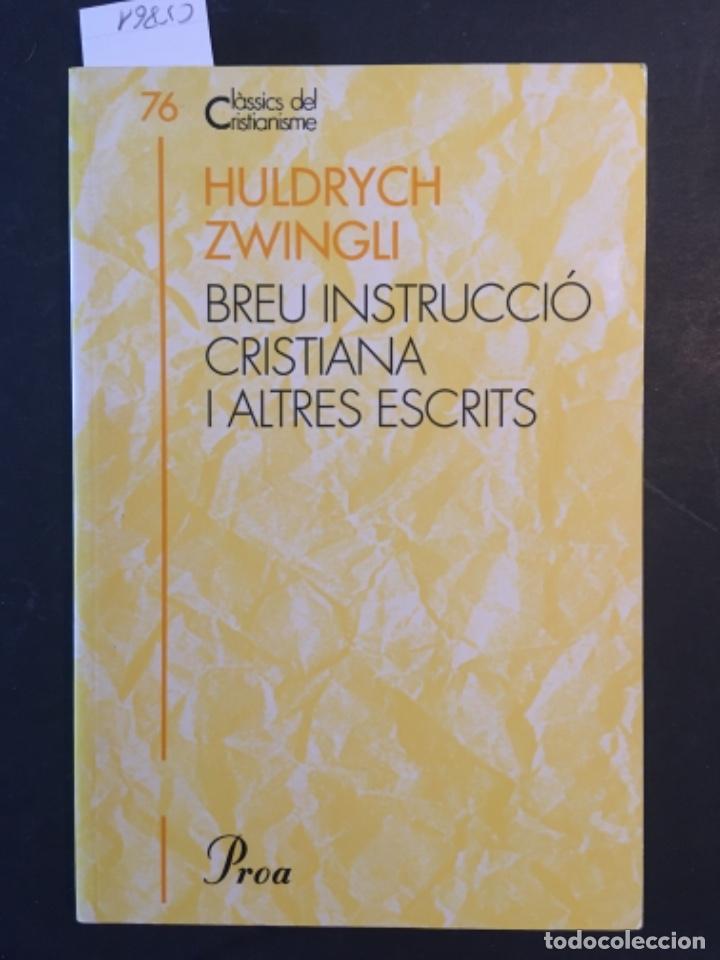 76 Clàssics del
Cristianisme
HULDRYCH
ZWINGLI
BREU INSTRUCCIÓ
CRISTIANA
I ALTRES ESCRITS
Proa
todocoleccion